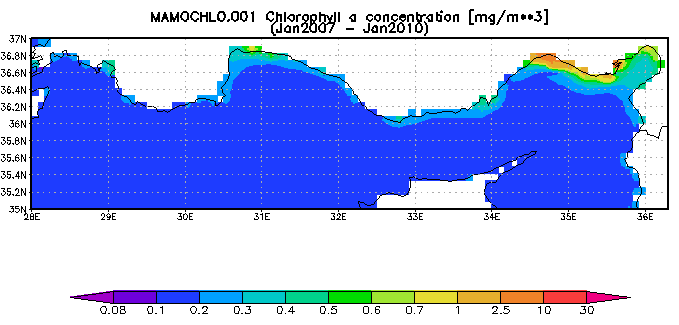 MAMOCHLO.001 Chlorophyll a concentration [mg/m**3]
(Jan2007 - Jan2010)
37N
36.8N
36.6N
36.4N
36.2N
36N
35.8N
35.6N
35.4N
35.2N
35N
28E 29E 30E 31E 32E 33E 34E 35E 36E
0.08 0.1 0.2 0.3 0.4 0.5 0.6 0.7 1 2.5 10 30